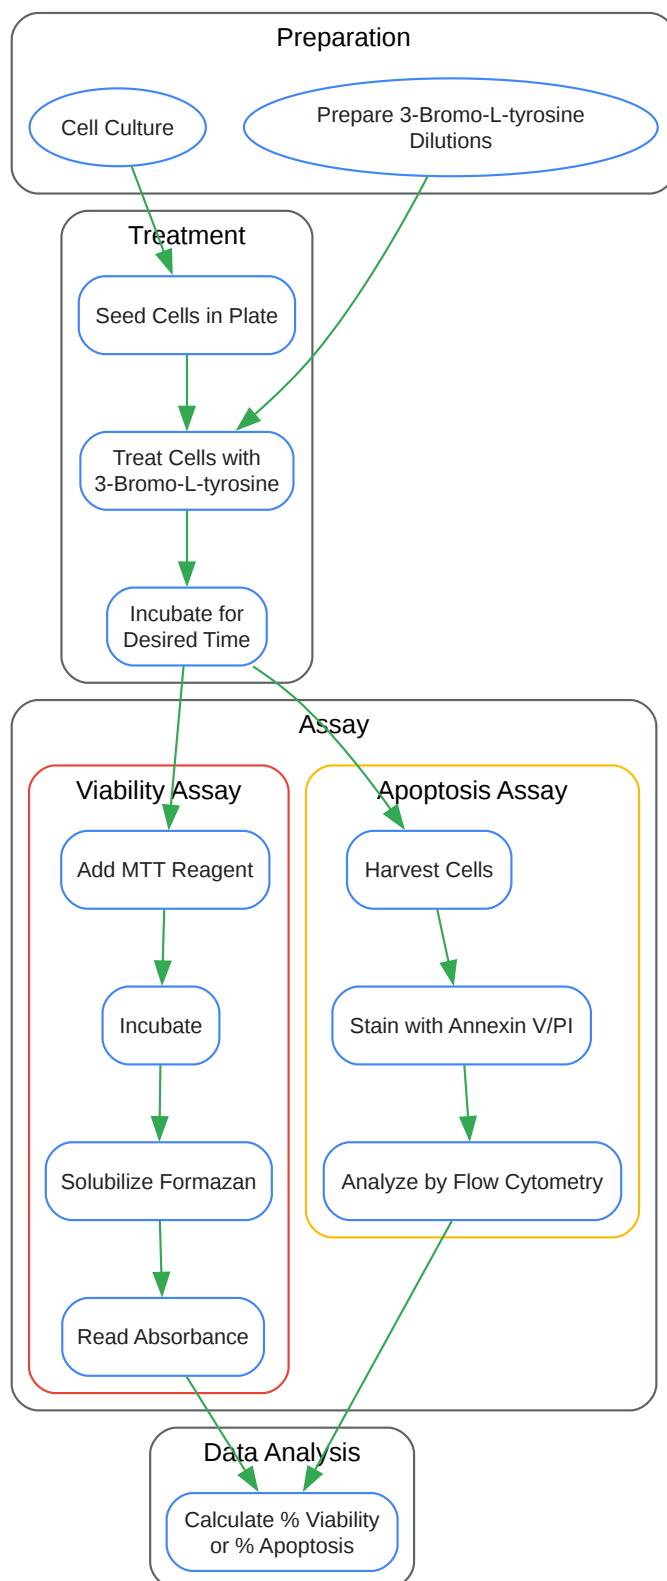 Preparation
Cell Culture
Prepare 3-Bromo-L-tyrosine
Dilutions
Treatment
Seed Cells in Plate
Treat Cells with
3-Bromo-L-tyrosine
Incubate for
Desired Time
Assay
Viability Assay
Add MTT Reagent
Incubate
Solubilize Formazan
Read Absorbance
Apoptosis Assay
Harvest Cells
Stain with Annexin V/PI
Analyze by Flow Cytometry
Data Analysis
Calculate % Viability
or % Apoptosis